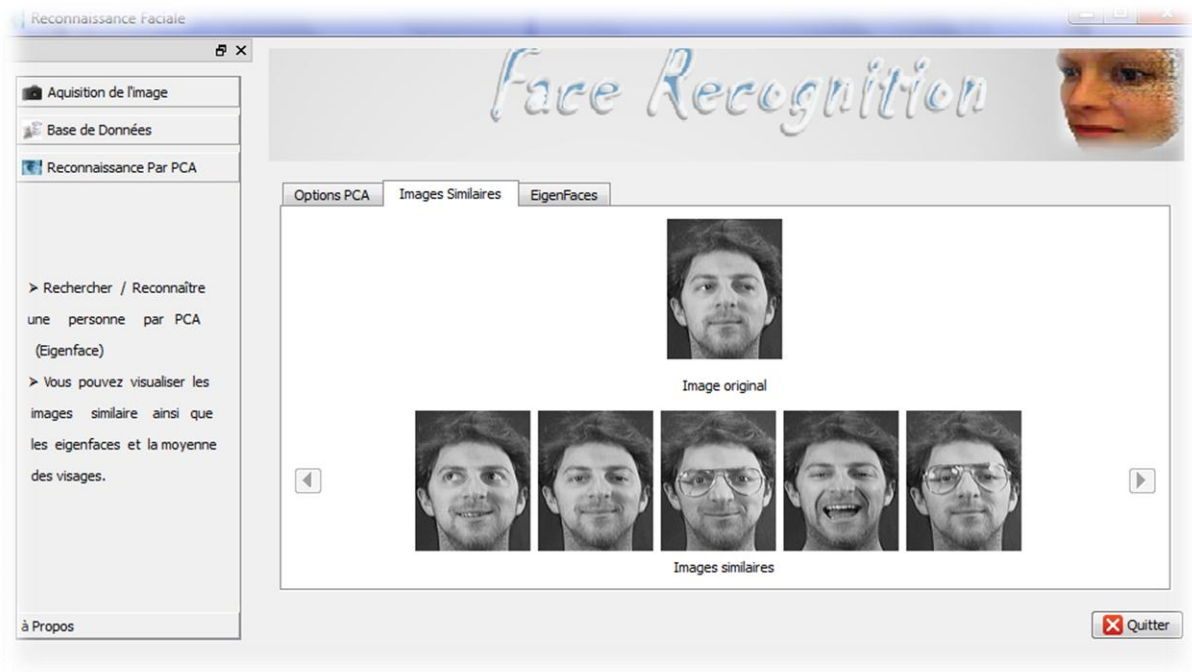 Reconnaissance Faciale
Face Recognition
Aquisition de l'image
Base de Données
Reconnaissance Par PCA
➤ Rechercher / Reconnaître
une personne par PCA
(Eigenface)
➤ Vous pouvez visualiser les
images similaire ainsi que
les eigenfaces et la moyenne
des visages.
à Propos
Options PCA Images Similaires EigenFaces
Image original
Images similaires
Quitter